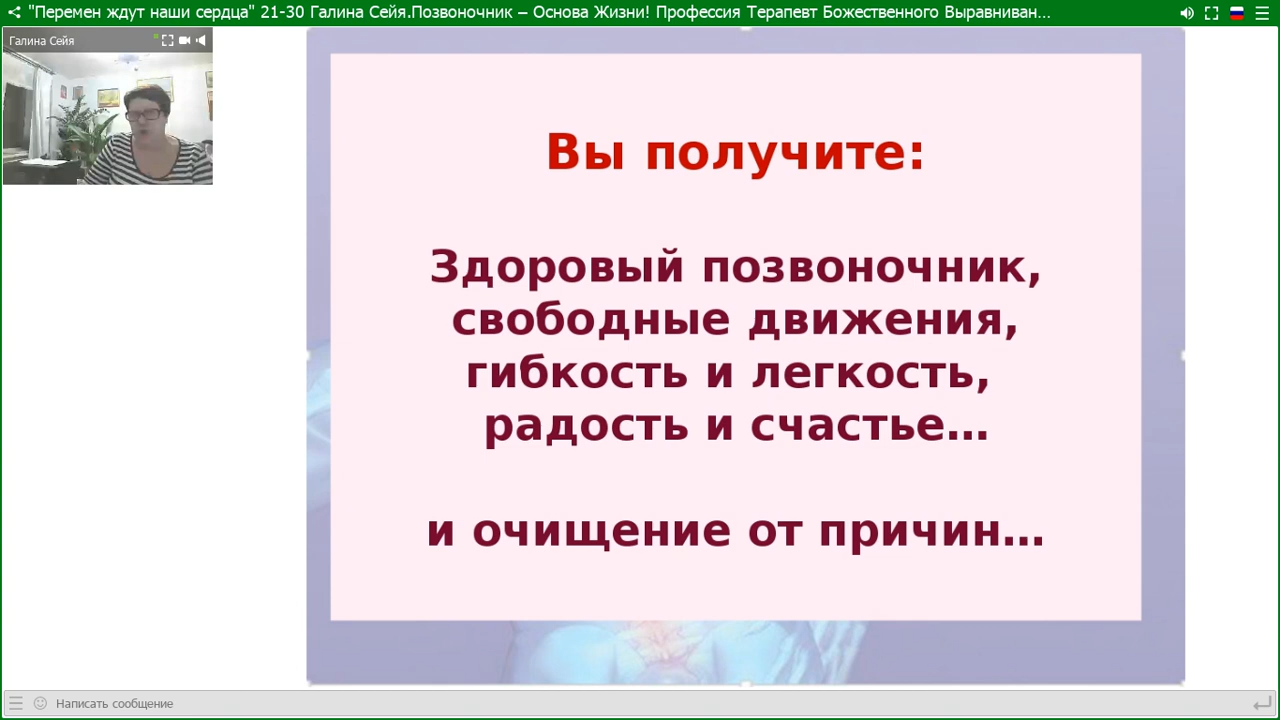 "Перемен ждут наши сердца" 21-30 Галина Сейя.Позвоночник – Основа Жизни! Профессия Терапевт Божественного Выравниван...
Галина Сейя
Вы получите:
Здоровый позвоночник,
свободные движения,
гибкость и легкость,
радость и счастье...
и очищение от причин...
Написать сообщение